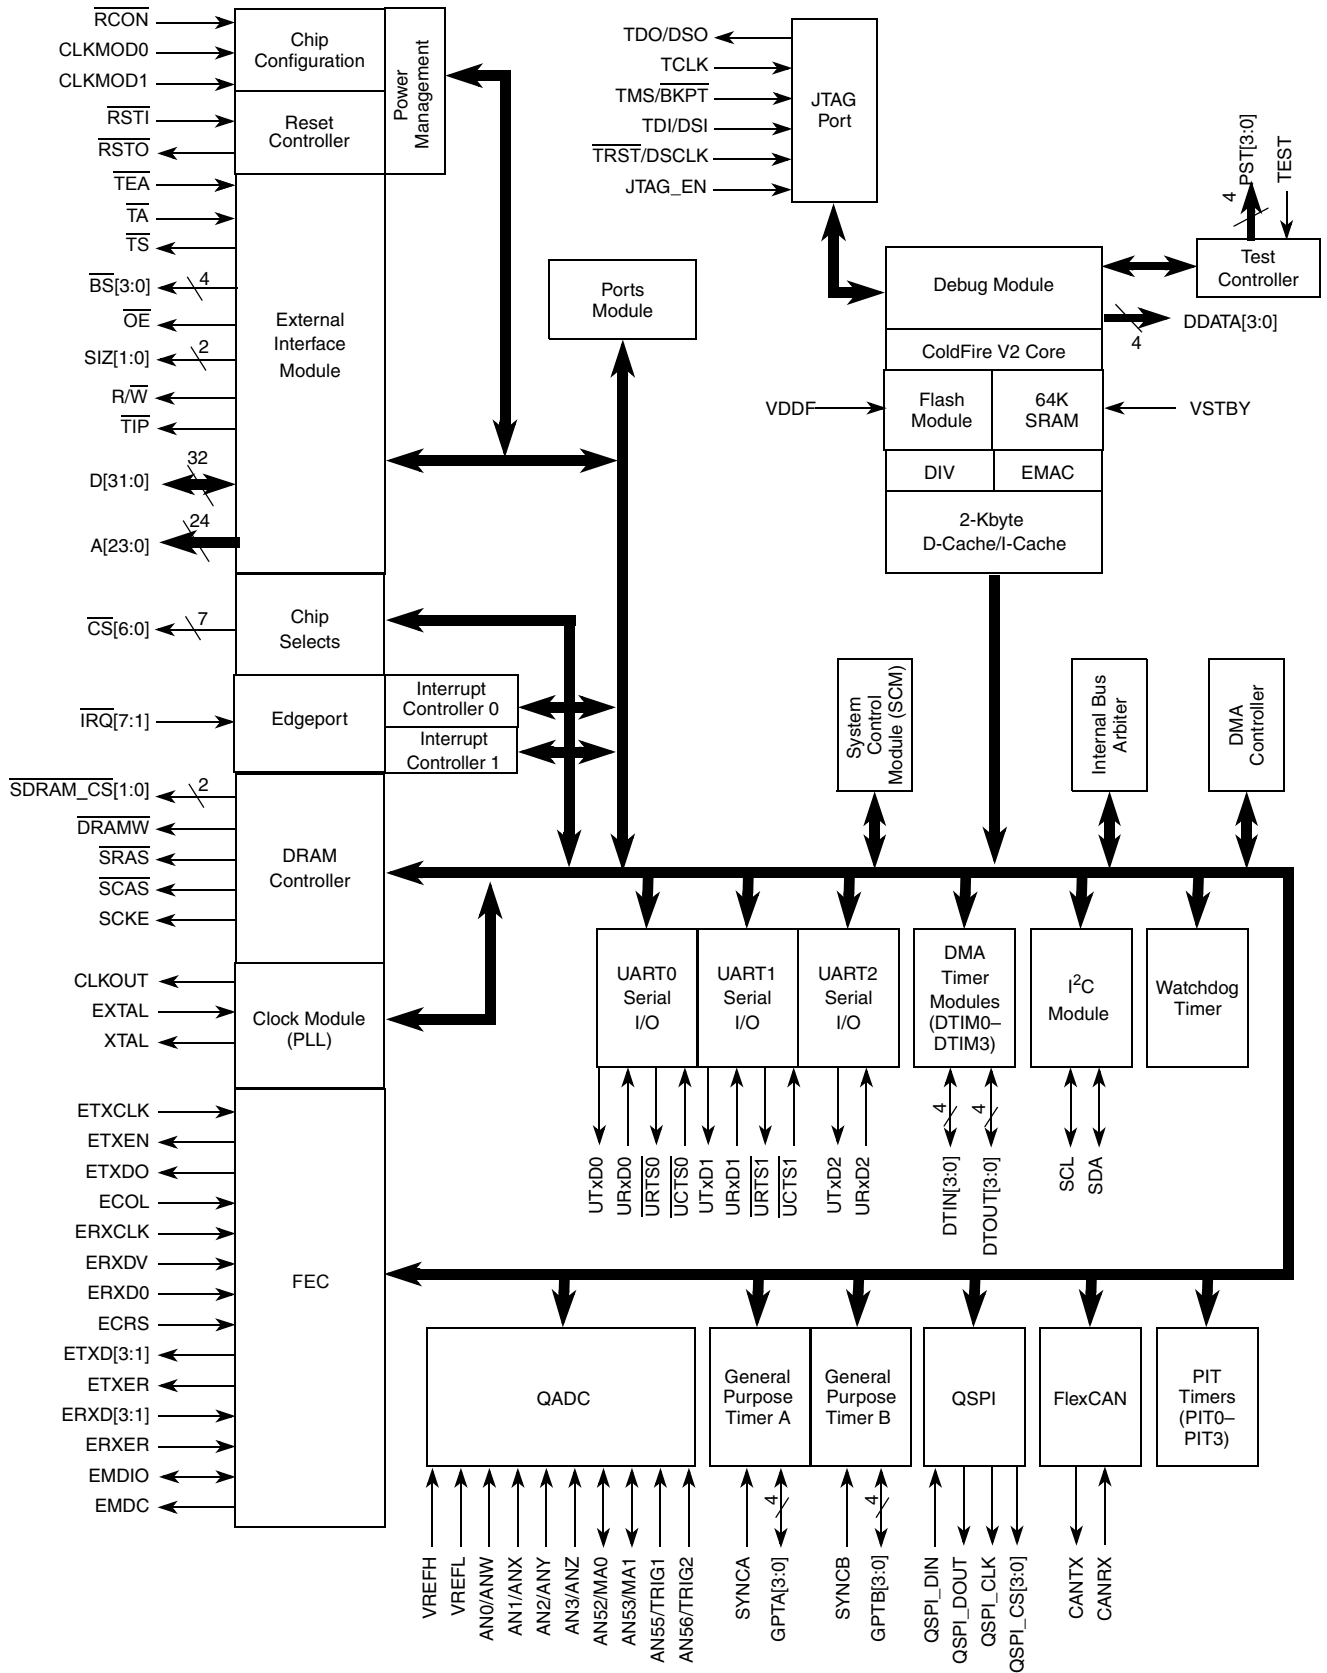 RCON
CLKMOD0
CLKMOD1
RSTI
RSTO
TEA
TA
TS
BS[3:0]
4
OE
SIZ[1:0]
2
R/W
TIP
D[31:0]
32
A[23:0]
24
CS[6:0]
7
IRQ[7:1]
SDRAM_CS[1:0]
2
DRAMW
SRAS
SCAS
SCKE
CLKOUT
EXTAL
XTAL
ETXCLK
ETXEN
ETXDO
ECOL
ERXCLK
ERXDV
ERXD0
ECRS
ETXD[3:1]
ETXER
ERXD[3:1]
ERXER
EMDIO
EMDC
Chip
Configuration
Reset
Controller
Power
Management
External
Interface
Module
Chip
Selects
Edgeport
Interrupt
Controller 0
Interrupt
Controller 1
DRAM
Controller
Clock Module
(PLL)
FEC
Ports
Module
TDO/DSO
TCLK
TMS/BKPT
TDI/DSI
TRST/DSCLK
JTAG_EN
JTAG
Port
PST[3:0]
4
TEST
Test
Controller
Debug Module
DDATA[3:0]
4
ColdFire V2 Core
VDDF
Flash
Module
64K
SRAM
VSTBY
DIV
EMAC
2-Kbyte
D-Cache/I-Cache
System
Control
Module (SCM)
Internal Bus
Arbiter
DMA
Controller
UART0
Serial
I/O
UART1
Serial
I/O
UART2
Serial
I/O
DMA
Timer
Modules
(DTIM0–
DTIM3)
I2C
Module
Watchdog
Timer
UTxD0
URxD0
URTS0
UCTS0
UTxD1
URxD1
URTS1
UCTS1
UTxD2
URxD2
4
DTIN[3:0]
4
DTOUT[3:0]
SCL
SDA
QADC
General
Purpose
Timer A
General
Purpose
Timer B
QSPI
FlexCAN
PIT
Timers
(PIT0–
PIT3)
VREFH
VREFL
AN0/ANW
AN1/ANX
AN2/ANY
AN3/ANZ
AN52/MA0
AN53/MA1
AN55/TRIG1
AN56/TRIG2
SYNCA
4
GPTA[3:0]
SYNCB
4
GPTB[3:0]
QSPI_DIN
QSPI_DOUT
QSPI_CLK
QSPI_CS[3:0]
CANTX
CANRX